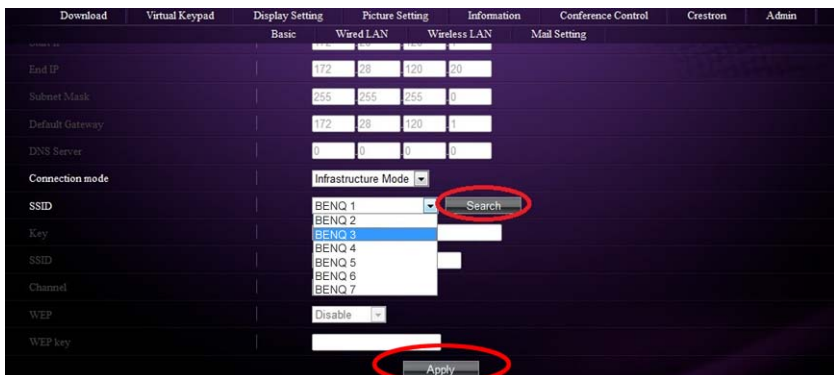 Download Virtual Keypad Display Setting Picture Setting Information Conference Control Crestron Admin
Basic Wired LAN Wireless LAN Mail Setting
End IP 172 .28 .120 .20
Subnet Mask 255 .255 .255 .0
Default Gateway 172 .28 .120 .1
DNS Server 0 .0 .0 .0
Connection mode Infrastructure Mode
SSID BENQ 1 Search
BENQ 2
Key BENQ 3
BENQ 4
SSID BENQ 5
BENQ 6
Channel BENQ 7
WEP Disable
WEP key
Apply